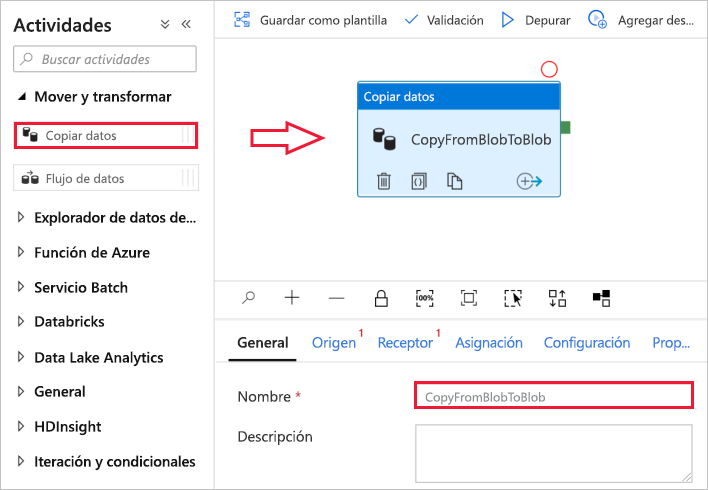 Actividades
Buscar actividades
Mover y transformar
Copiar datos
Flujo de datos
Explorador de datos de...
Función de Azure
Servicio Batch
Databricks
Data Lake Analytics
General
HDInsight
Iteración y condicionales
Guardar como plantilla Validación Depurar Agregar des...
Copiar datos
CopyFromBlobToBlob
100%
General Origen 1 Receptor 1 Asignación Configuración Prop...
Nombre * CopyFromBlobToBlob
Descripción